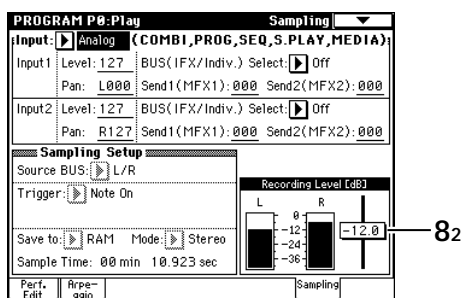 PROGRAM P0:Play Sampling
Input: Analog (COMBI,PROG,SEQ,S.PLAY,MEDIA)
Input1 Level: 127 BUS(IFX/Indiv.) Select: Off
Pan: L000 Send1(MFX1): 000 Send2(MFX2): 000
Input2 Level: 127 BUS(IFX/Indiv.) Select: Off
Pan: R127 Send1(MFX1): 000 Send2(MFX2): 000
Sampling Setup
Source BUS: L/R
Trigger: Note On
Save to: RAM Mode: Stereo
Sample Time: 00 min 10.923 sec
Recording Level [dB]
L R
0
-12
-24
-36
-12.0
82
Perf. Edit
Arpe-ggio
Sampling